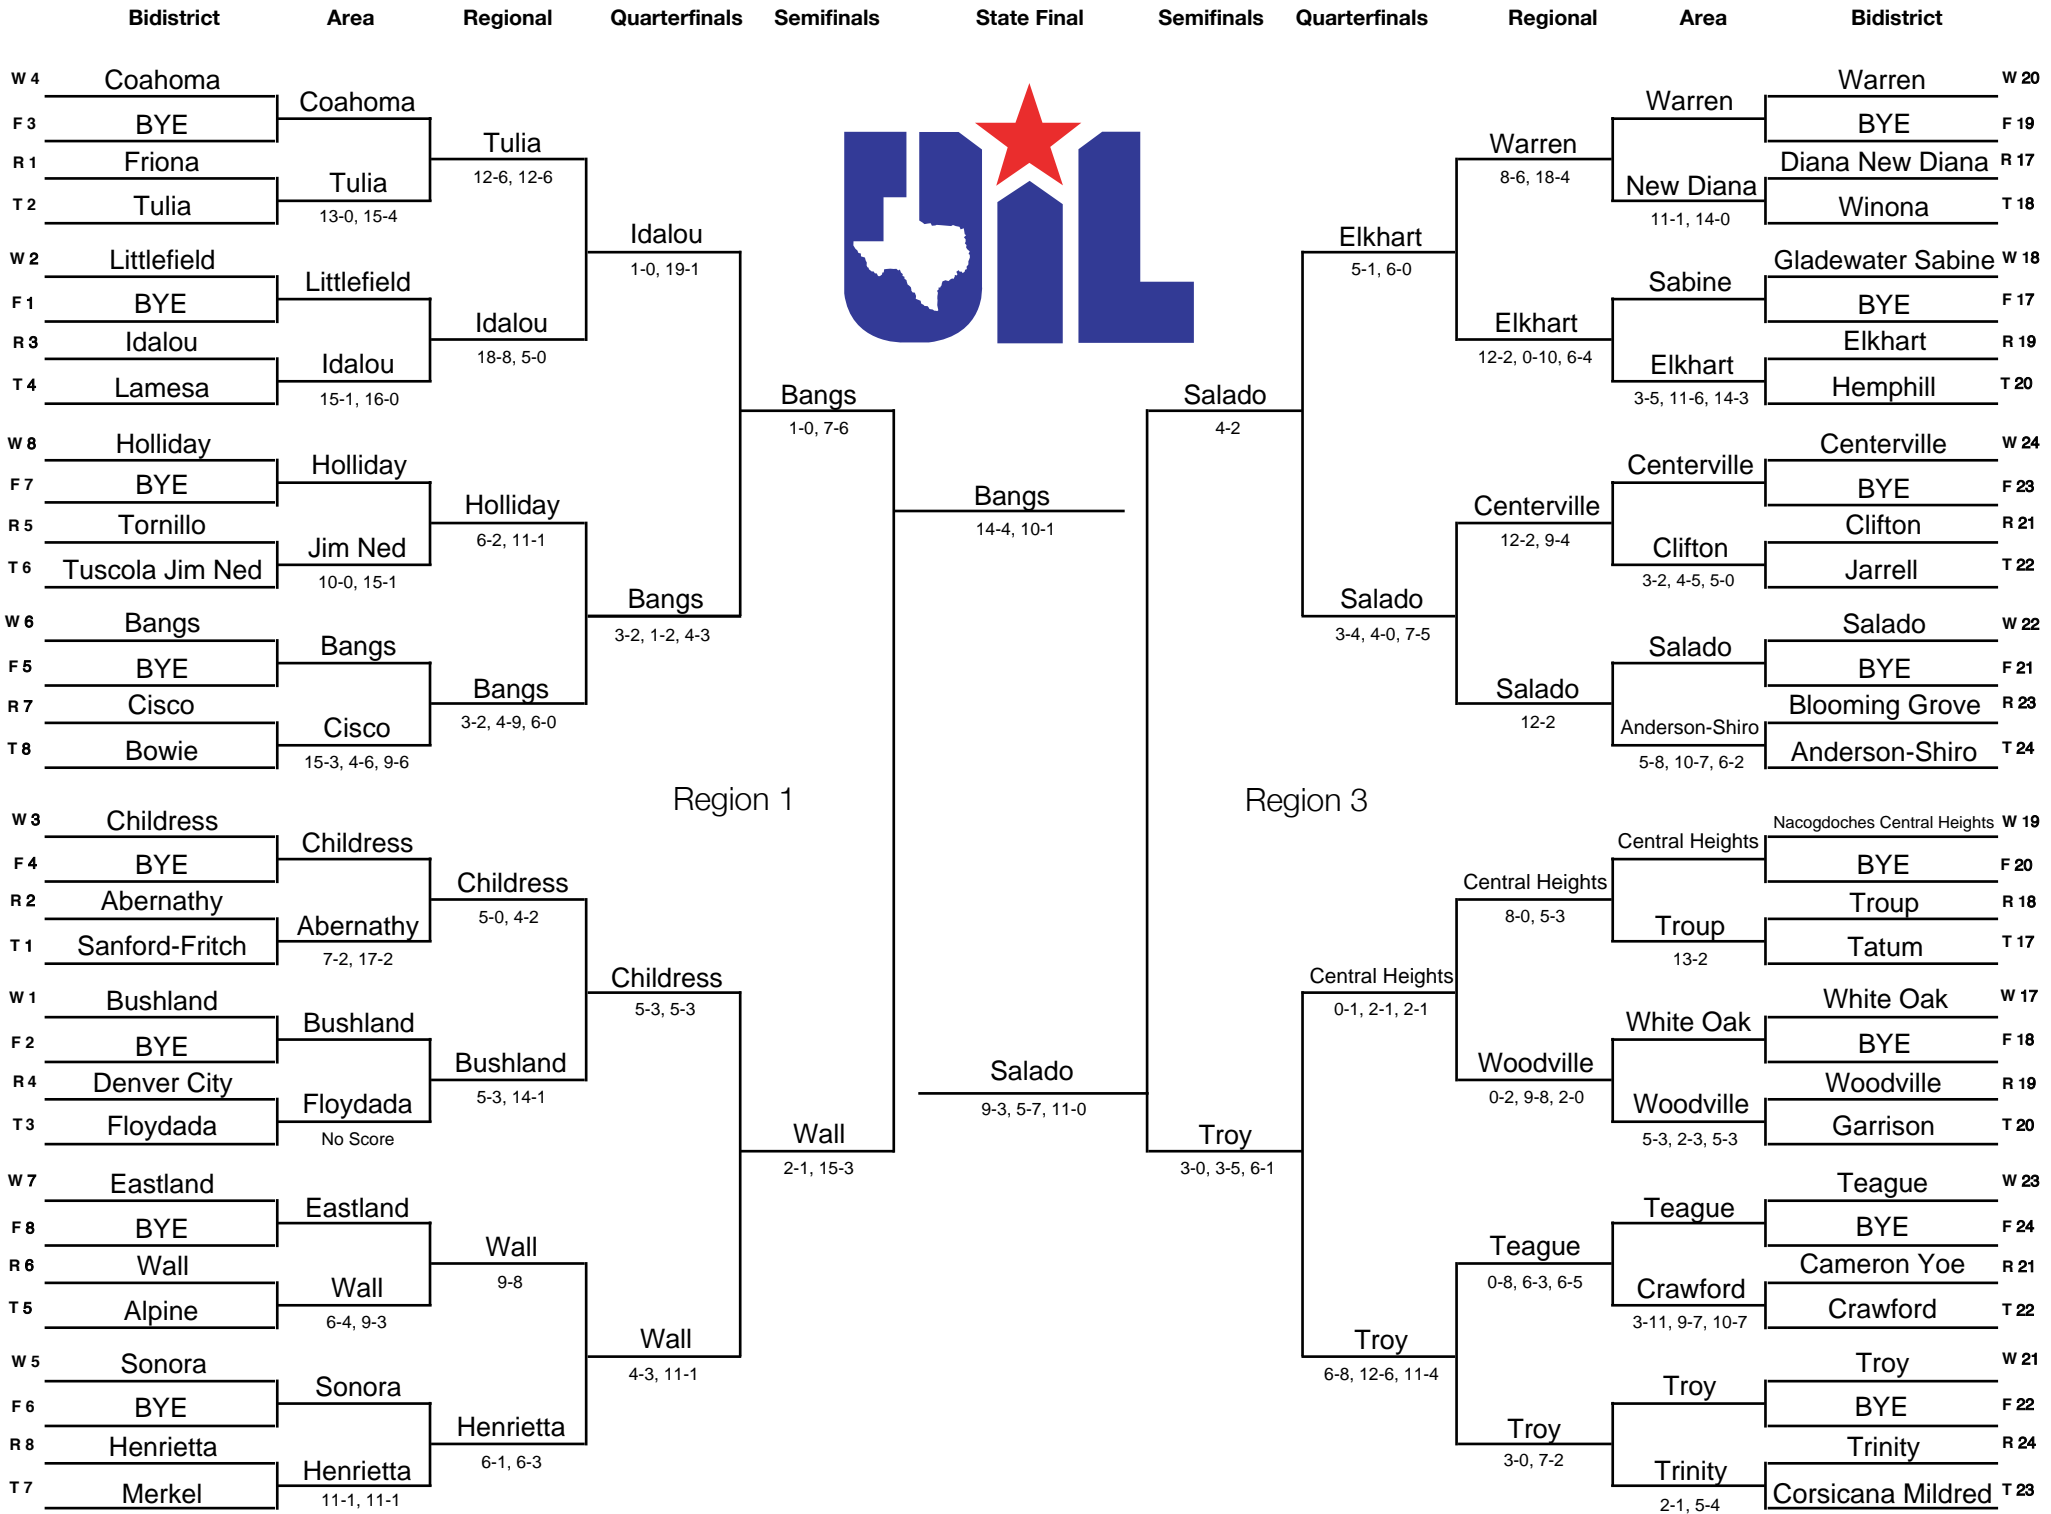 Bidistrict Area Regional Quarterfinals Semifinals State Final Semifinals Quarterfinals Regional Area Bidistrict
W 4 Coahoma
F 3 BYE
R 1 Friona
T 2 Tulia
W 2 Littlefield
F 1 BYE
R 3 Idalou
T 4 Lamesa
W 8 Holliday
F 7 BYE
R 5 Tornillo
T 6 Tuscola Jim Ned
W 6 Bangs
F 5 BYE
R 7 Cisco
T 8 Bowie
W 3 Childress
F 4 BYE
R 2 Abernathy
T 1 Sanford-Fritch
W 1 Bushland
F 2 BYE
R 4 Denver City
T 3 Floydada
W 7 Eastland
F 8 BYE
R 6 Wall
T 5 Alpine
W 5 Sonora
F 6 BYE
R 8 Henrietta
T 7 Merkel
Coahoma
Tulia
13-0, 15-4
Littlefield
Idalou
15-1, 16-0
Holliday
Jim Ned
10-0, 15-1
Bangs
Cisco
15-3, 4-6, 9-6
Childress
Abernathy
7-2, 17-2
Bushland
Floydada
No Score
Eastland
Wall
6-4, 9-3
Sonora
Henrietta
11-1, 11-1
Tulia
12-6, 12-6
Idalou
18-8, 5-0
Holliday
6-2, 11-1
Bangs
3-2, 4-9, 6-0
Childress
5-0, 4-2
Bushland
5-3, 14-1
Wall
9-8
Henrietta
6-1, 6-3
Idalou
1-0, 19-1
Bangs
3-2, 1-2, 4-3
Region 1
Childress
5-3, 5-3
Wall
4-3, 11-1
Bangs
1-0, 7-6
Wall
2-1, 15-3
UIL
Bangs
14-4, 10-1
Salado
9-3, 5-7, 11-0
Salado
4-2
Troy
3-0, 3-5, 6-1
Elkhart
5-1, 6-0
Salado
3-4, 4-0, 7-5
Region 3
Central Heights
0-1, 2-1, 2-1
Troy
6-8, 12-6, 11-4
Warren
8-6, 18-4
Elkhart
12-2, 0-10, 6-4
Centerville
12-2, 9-4
Salado
12-2
Central Heights
8-0, 5-3
Woodville
0-2, 9-8, 2-0
Teague
0-8, 6-3, 6-5
Troy
3-0, 7-2
Warren
New Diana
11-1, 14-0
Sabine
Elkhart
3-5, 11-6, 14-3
Centerville
Clifton
3-2, 4-5, 5-0
Salado
Anderson-Shiro
5-8, 10-7, 6-2
Central Heights
Troup
13-2
White Oak
Woodville
5-3, 2-3, 5-3
Teague
Crawford
3-11, 9-7, 10-7
Troy
Trinity
2-1, 5-4
Warren W 20
BYE F 19
Diana New Diana R 17
Winona T 18
Gladewater Sabine W 18
BYE F 17
Elkhart R 19
Hemphill T 20
Centerville W 24
BYE F 23
Clifton R 21
Jarrell T 22
Salado W 22
BYE F 21
Blooming Grove R 23
Anderson-Shiro T 24
Nacogdoches Central Heights W 19
BYE F 20
Troup R 18
Tatum T 17
White Oak W 17
BYE F 18
Woodville R 19
Garrison T 20
Teague W 23
BYE F 24
Cameron Yoe R 21
Crawford T 22
Troy W 21
BYE F 22
Trinity R 24
Corsicana Mildred T 23